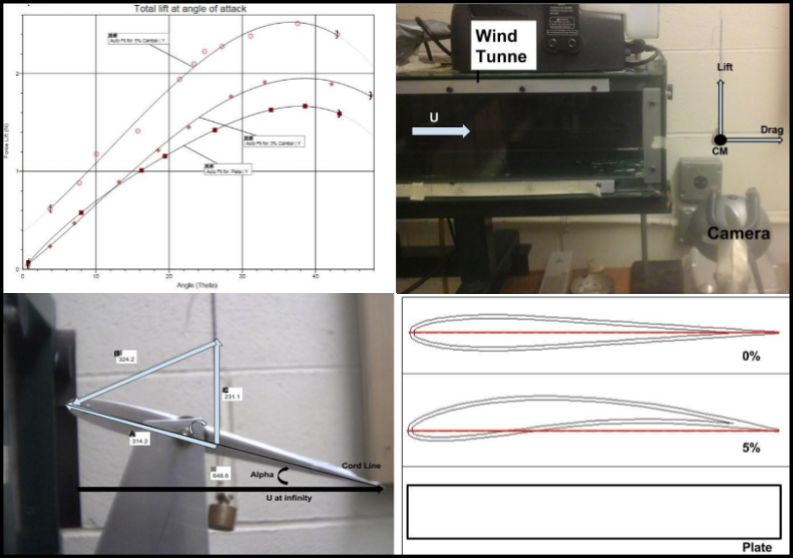 Total lift at angle of attack
Auto Fit for: 5% Camber | Y
Auto Fit for: 0% Camber | Y
Auto Fit for: Plate | Y
Force Lift (N)
2
1
0
0
10
20
30
40
Angle (Theta)
Wind
Tunne
U
Lift
Drag
CM
Camera
324.2
231.1
A
314.2
Alpha
Cord Line
U at infinity
0%
5%
Plate